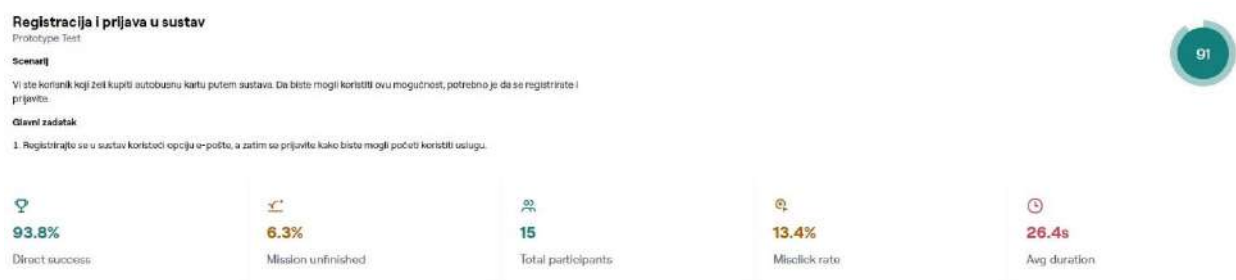 Registracija i prijava u sustav
Prototype Test
91
Scenarij
Vi ste korisnik koji želi kupiti autobusnu kartu putem sustava. Da biste mogli koristiti ovu mogućnost, potrebno je da se registrirate i
prijavite.
Glavni zadatak
1. Registrirajte se u sustav koristeći opciju e-pošte, a zatim se prijavite kako biste mogli početi koristiti uslugu.
93.8%
6.3%
15
13.4%
26.4s
Direct success
Mission unfinished
Total participants
Misclick rate
Avg duration